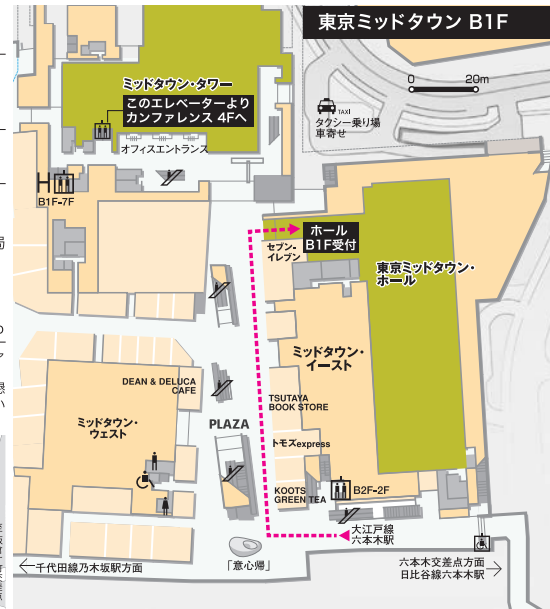 東京ミッドタウン B1F
0 20m
ミッドタウン・タワー
このエレベーターより
カンファレンス 4Fへ
オフィスエントランス
TAXI
タクシー乗り場
車寄せ
B1F-7F
ホール
B1F受付
セブン-
イレブン
東京ミッドタウン・
ホール
ミッドタウン・
イースト
DEAN & DELUCA
CAFE
TSUTAYA
BOOK STORE
ミッドタウン・
ウェスト
PLAZA
トモズexpress
KOOTS
GREEN TEA
B2F-2F
大江戸線
六本木駅
「意心帰」
千代田線乃木坂駅方面
六本木交差点方面
日比谷線六本木駅